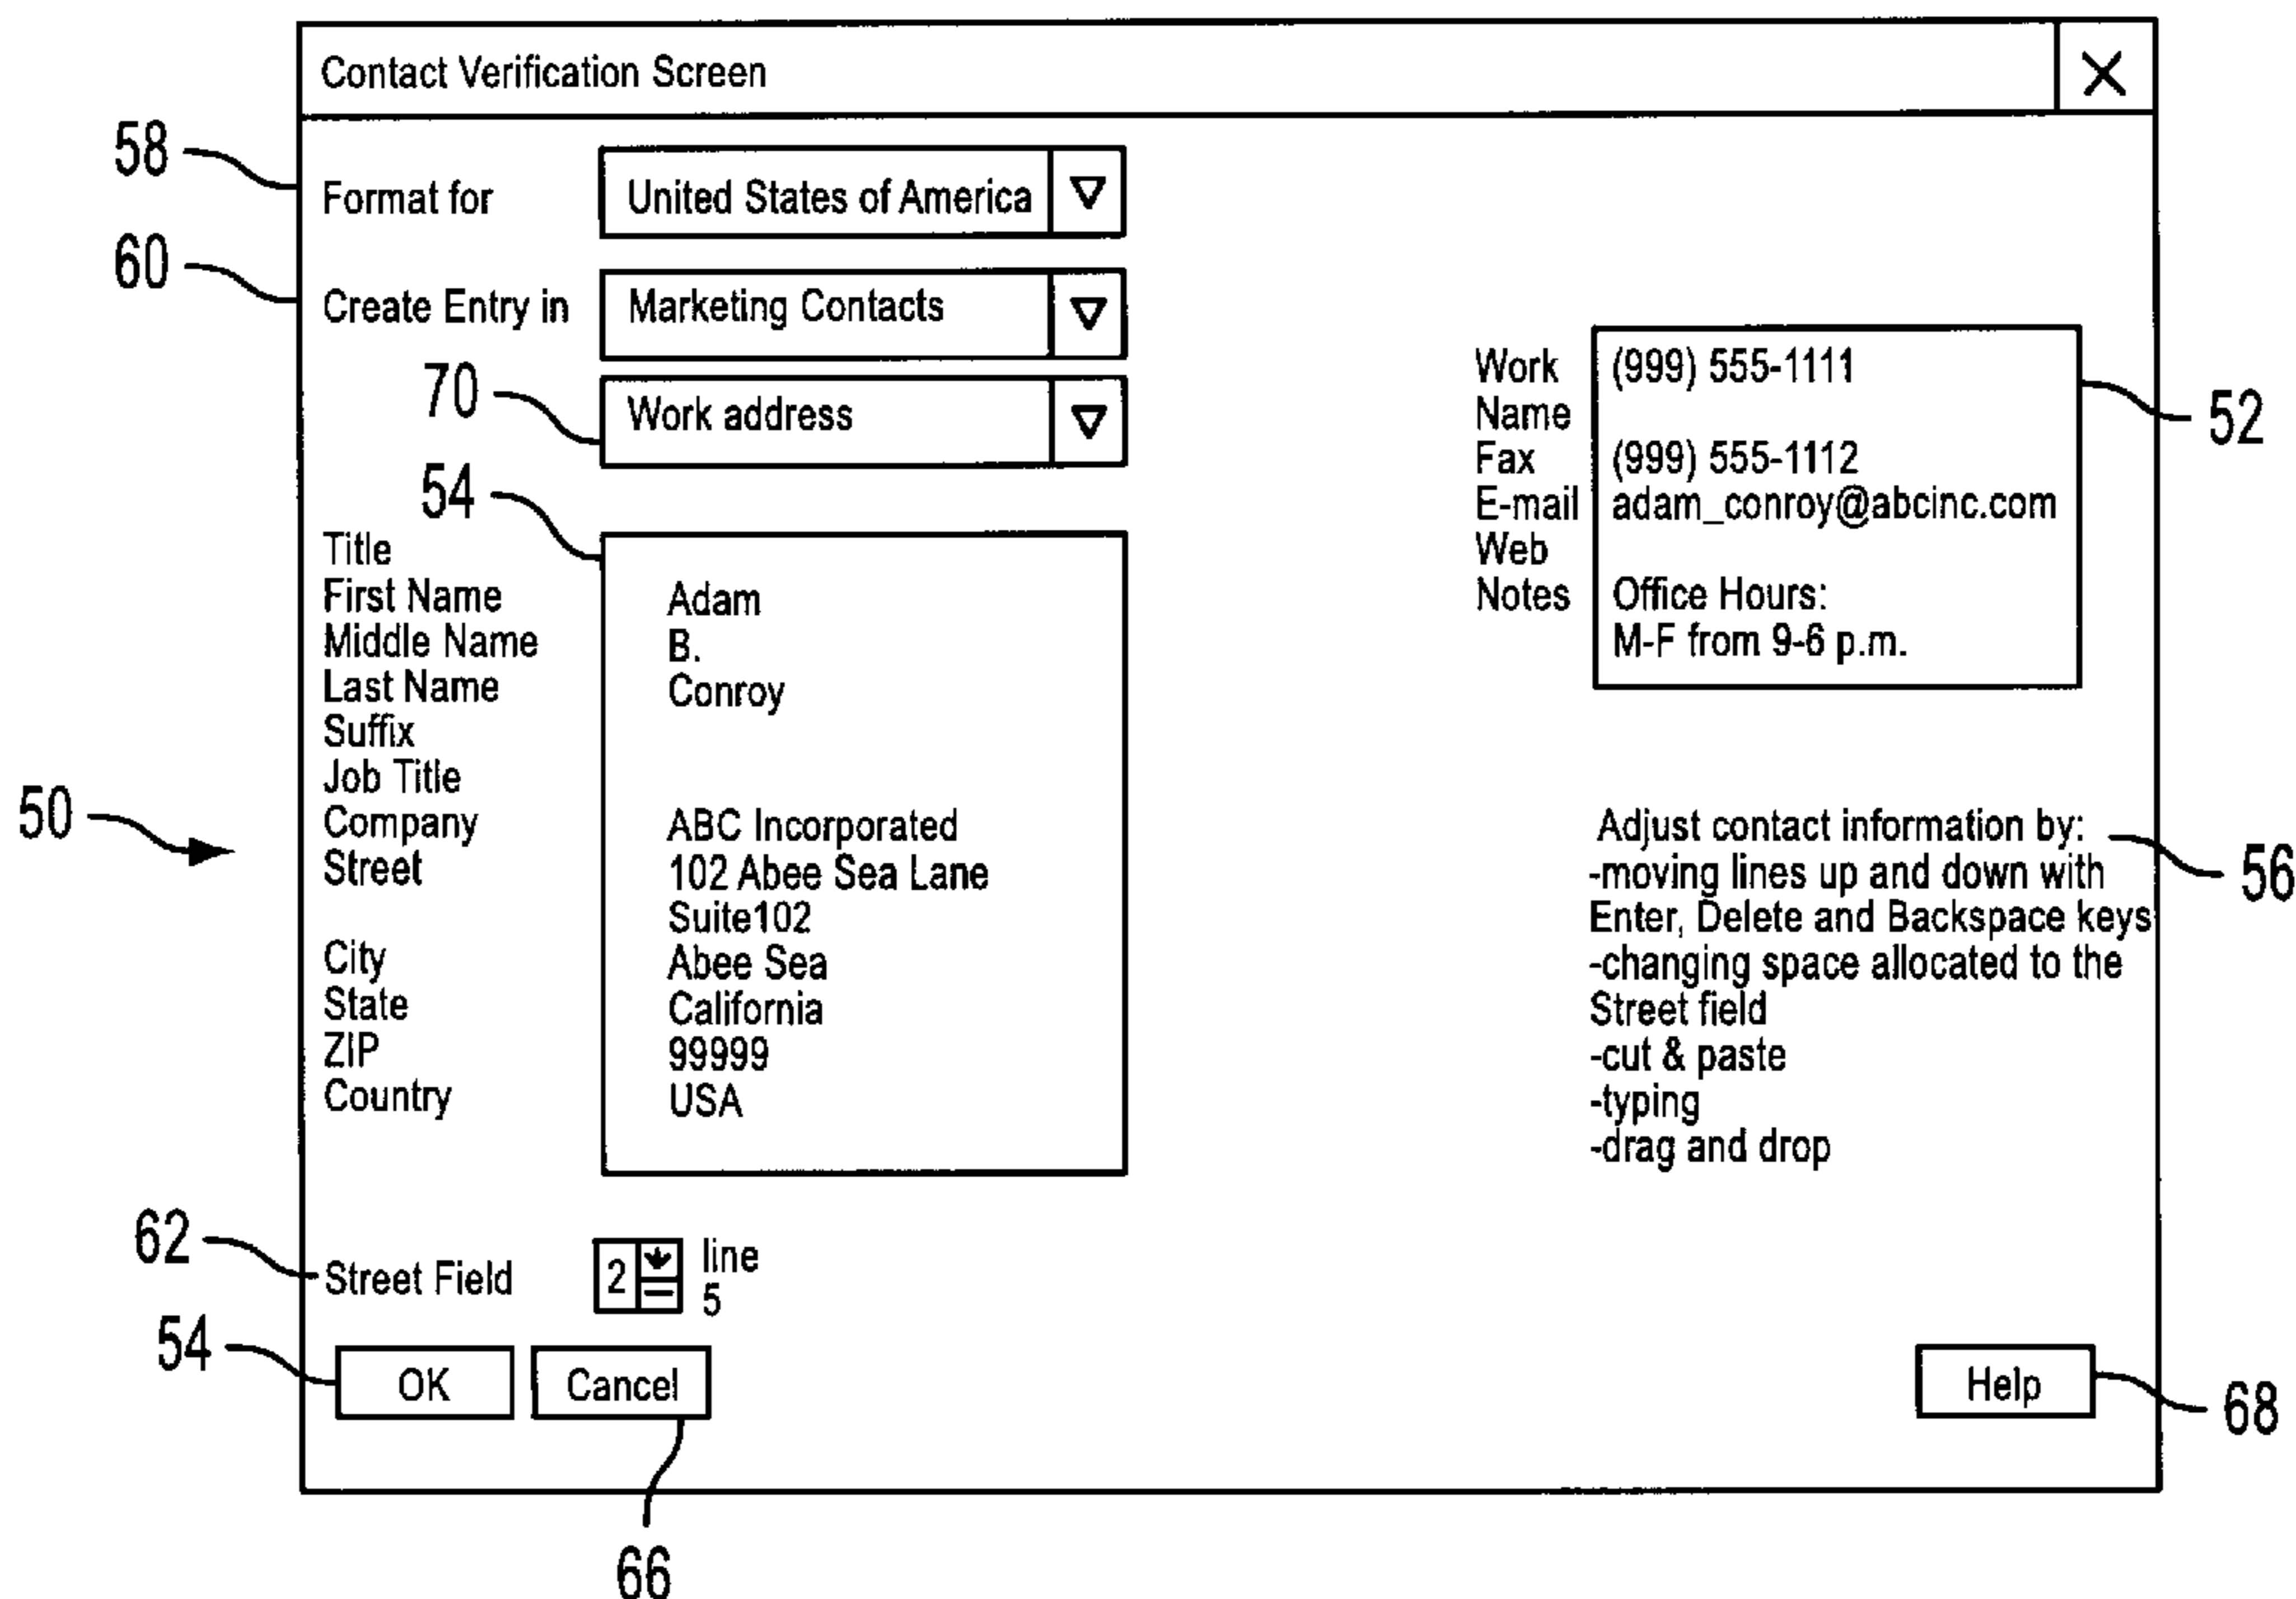 Contact Verification Screen
58
Format for
United States of America
60
Create Entry in
Marketing Contacts
70
Work address
54
Title
First Name Adam
Middle Name B.
Last Name Conroy
Suffix
Job Title
50
Company ABC Incorporated
Street 102 Abee Sea Lane
Suite102
City Abee Sea
State California
ZIP 99999
Country USA
Work (999) 555-1111
Name
52
Fax (999) 555-1112
E-mail adam_conroy@abcinc.com
Web
Notes Office Hours:
M-F from 9-6 p.m.
Adjust contact information by:
56
-moving lines up and down with
Enter, Delete and Backspace keys
-changing space allocated to the
Street field
-cut & paste
-typing
-drag and drop
62
Street Field 2 line
5
54
OK Cancel
Help
68
66